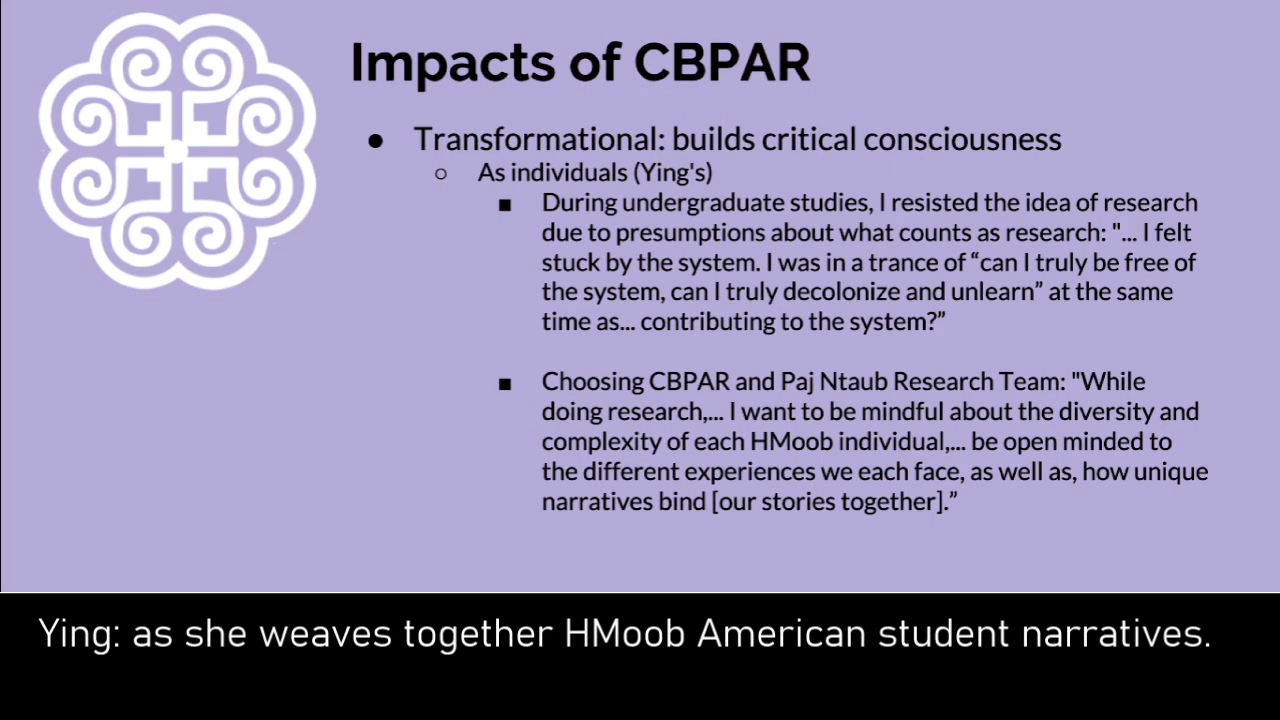 Impacts of CBPAR
● Transformational: builds critical consciousness
○ As individuals (Ying's)
■ During undergraduate studies, I resisted the idea of research
due to presumptions about what counts as research: "... I felt
stuck by the system. I was in a trance of “can I truly be free of
the system, can I truly decolonize and unlearn” at the same
time as... contributing to the system?”
■ Choosing CBPAR and Paj Ntaub Research Team: "While
doing research,... I want to be mindful about the diversity and
complexity of each HMoob individual,... be open minded to
the different experiences we each face, as well as, how unique
narratives bind [our stories together].”
Ying: as she weaves together HMoob American student narratives.